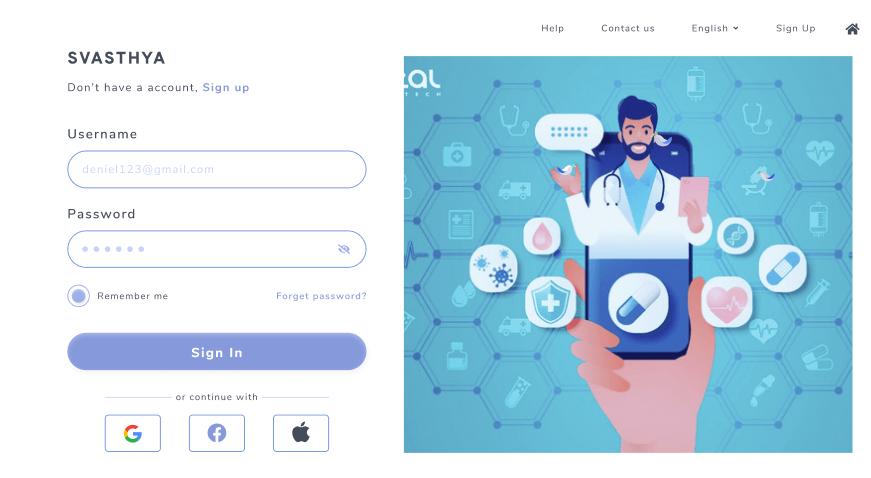 Help
Contact us
English
Sign Up
SVASTHYA
Don't have a account, Sign up
Username
deniel123@gmail.com
Password
Remember me
Forget password?
Sign In
or continue with
TECH